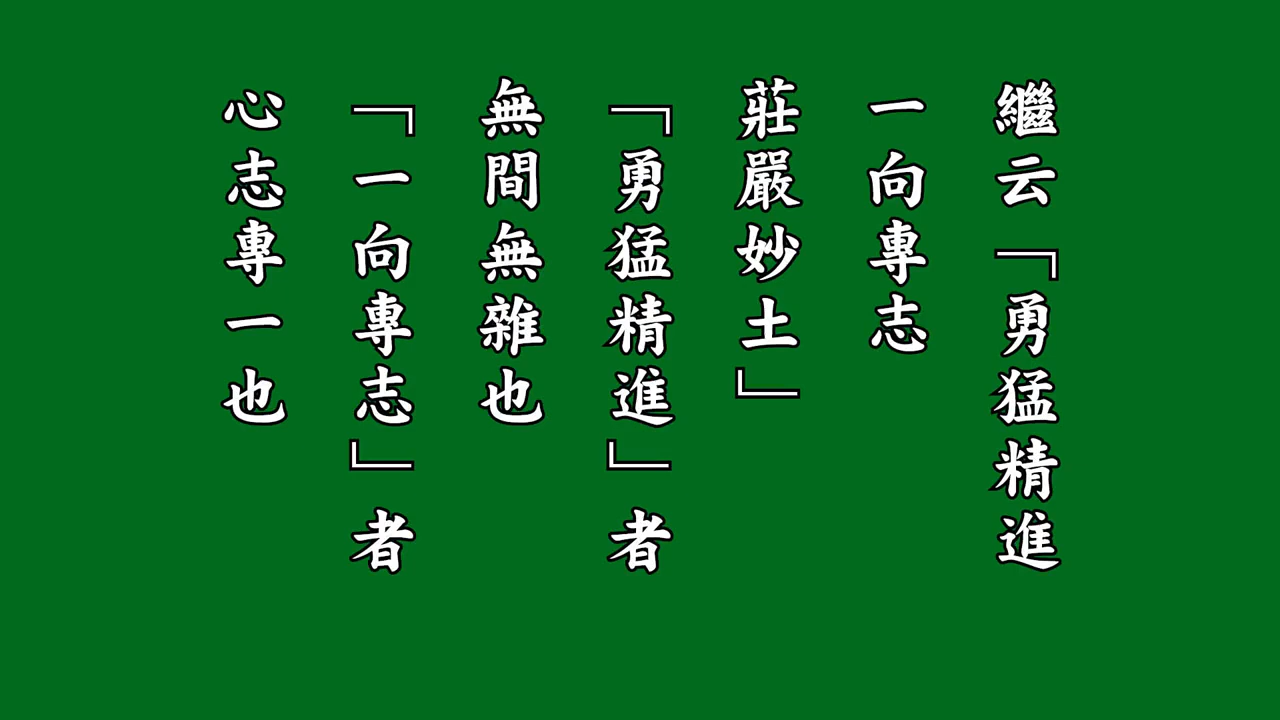 繼云「勇猛精進
一向專志
莊嚴妙土」
「勇猛精進」者
無間無雜也
「一向專志」者
心志專一也